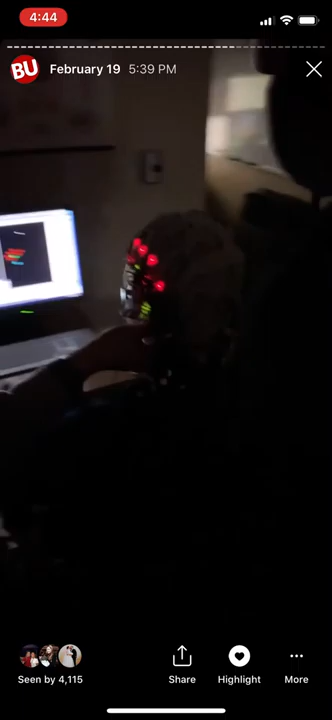 4:44
BU
February 19 5:39 PM
Seen by 4,115
Share
Highlight
More